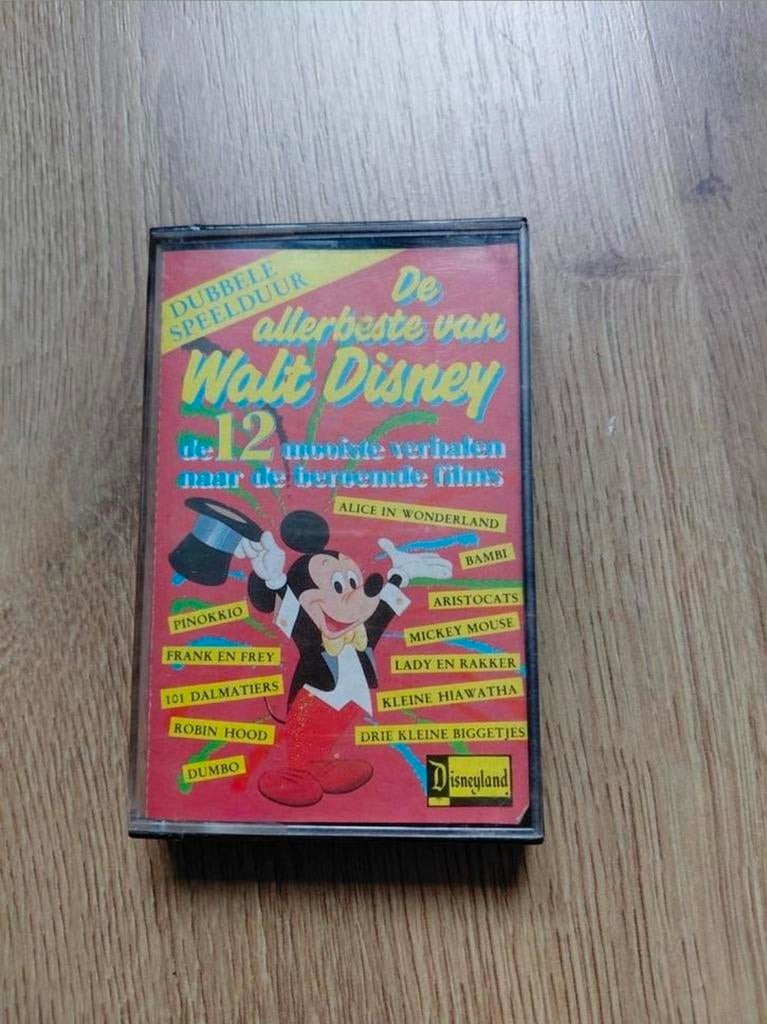 DUBBELE
SPEELDUUR
De
allerbeste van
Walt Disney
de 12 mooiste verhalen
naar de beroemde films
ALICE IN WONDERLAND
BAMBI
ARISTOCATS
MICKEY MOUSE
LADY EN RAKKER
KLEINE HIAWATHA
DRIE KLEINE BIGGETJES
PINOKKIO
FRANK EN FREY
101 DALMATIERS
ROBIN HOOD
DUMBO
Disneyland